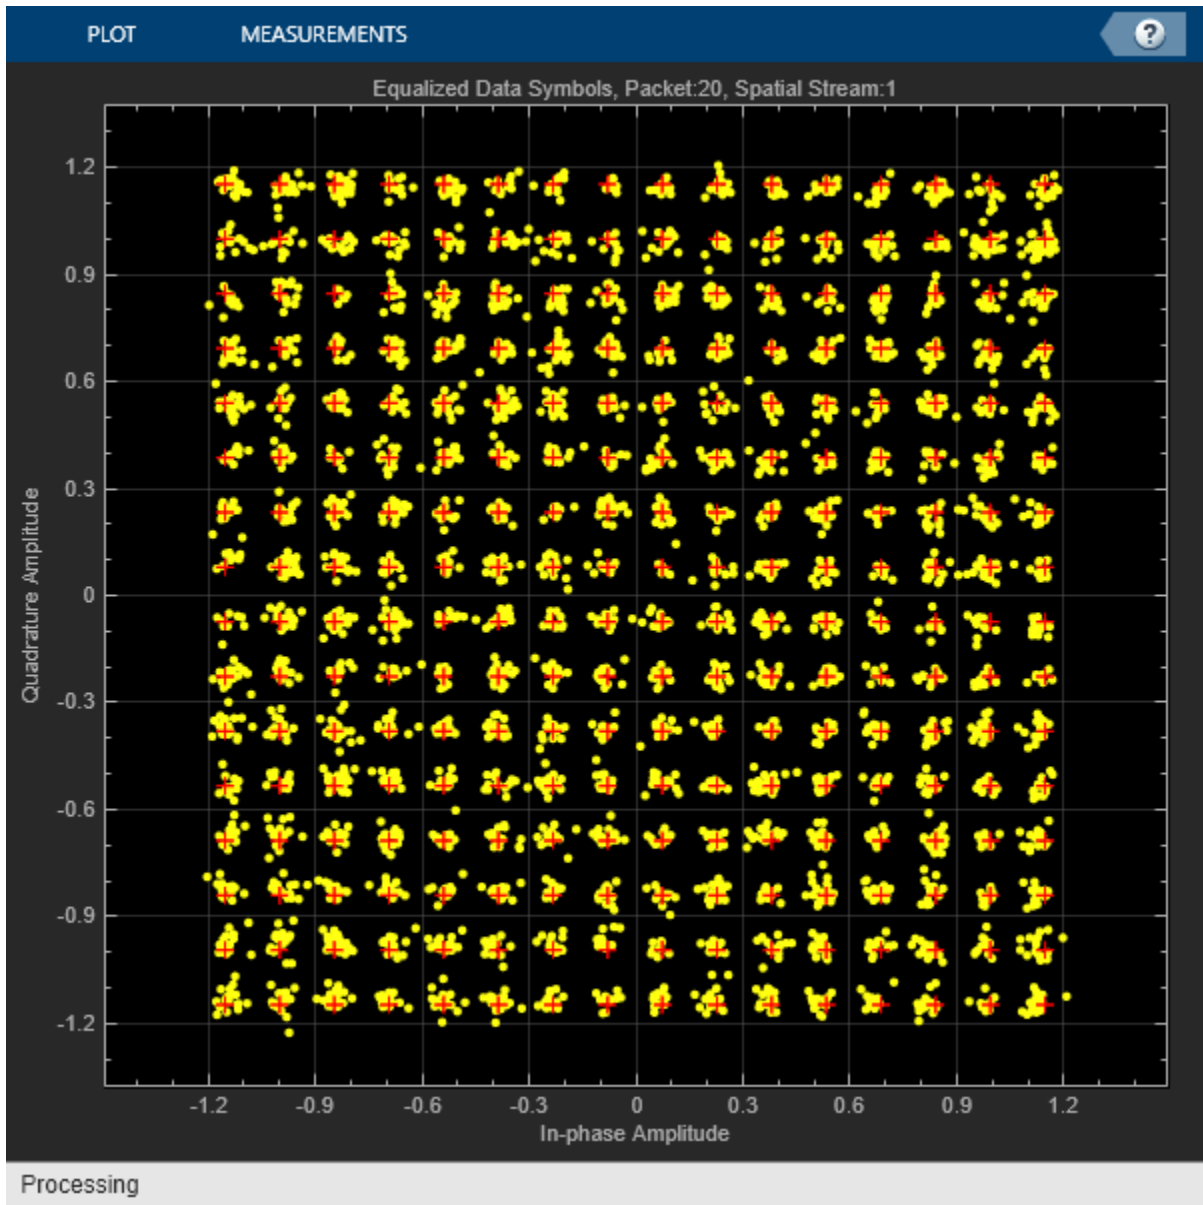 PLOT MEASUREMENTS ?
Equalized Data Symbols, Packet:20, Spatial Stream:1
1.2
0.9
0.6
0.3
0
-0.3
-0.6
-0.9
-1.2
Quadrature Amplitude
-1.2 -0.9 -0.6 -0.3 0 0.3 0.6 0.9 1.2
In-phase Amplitude
Processing